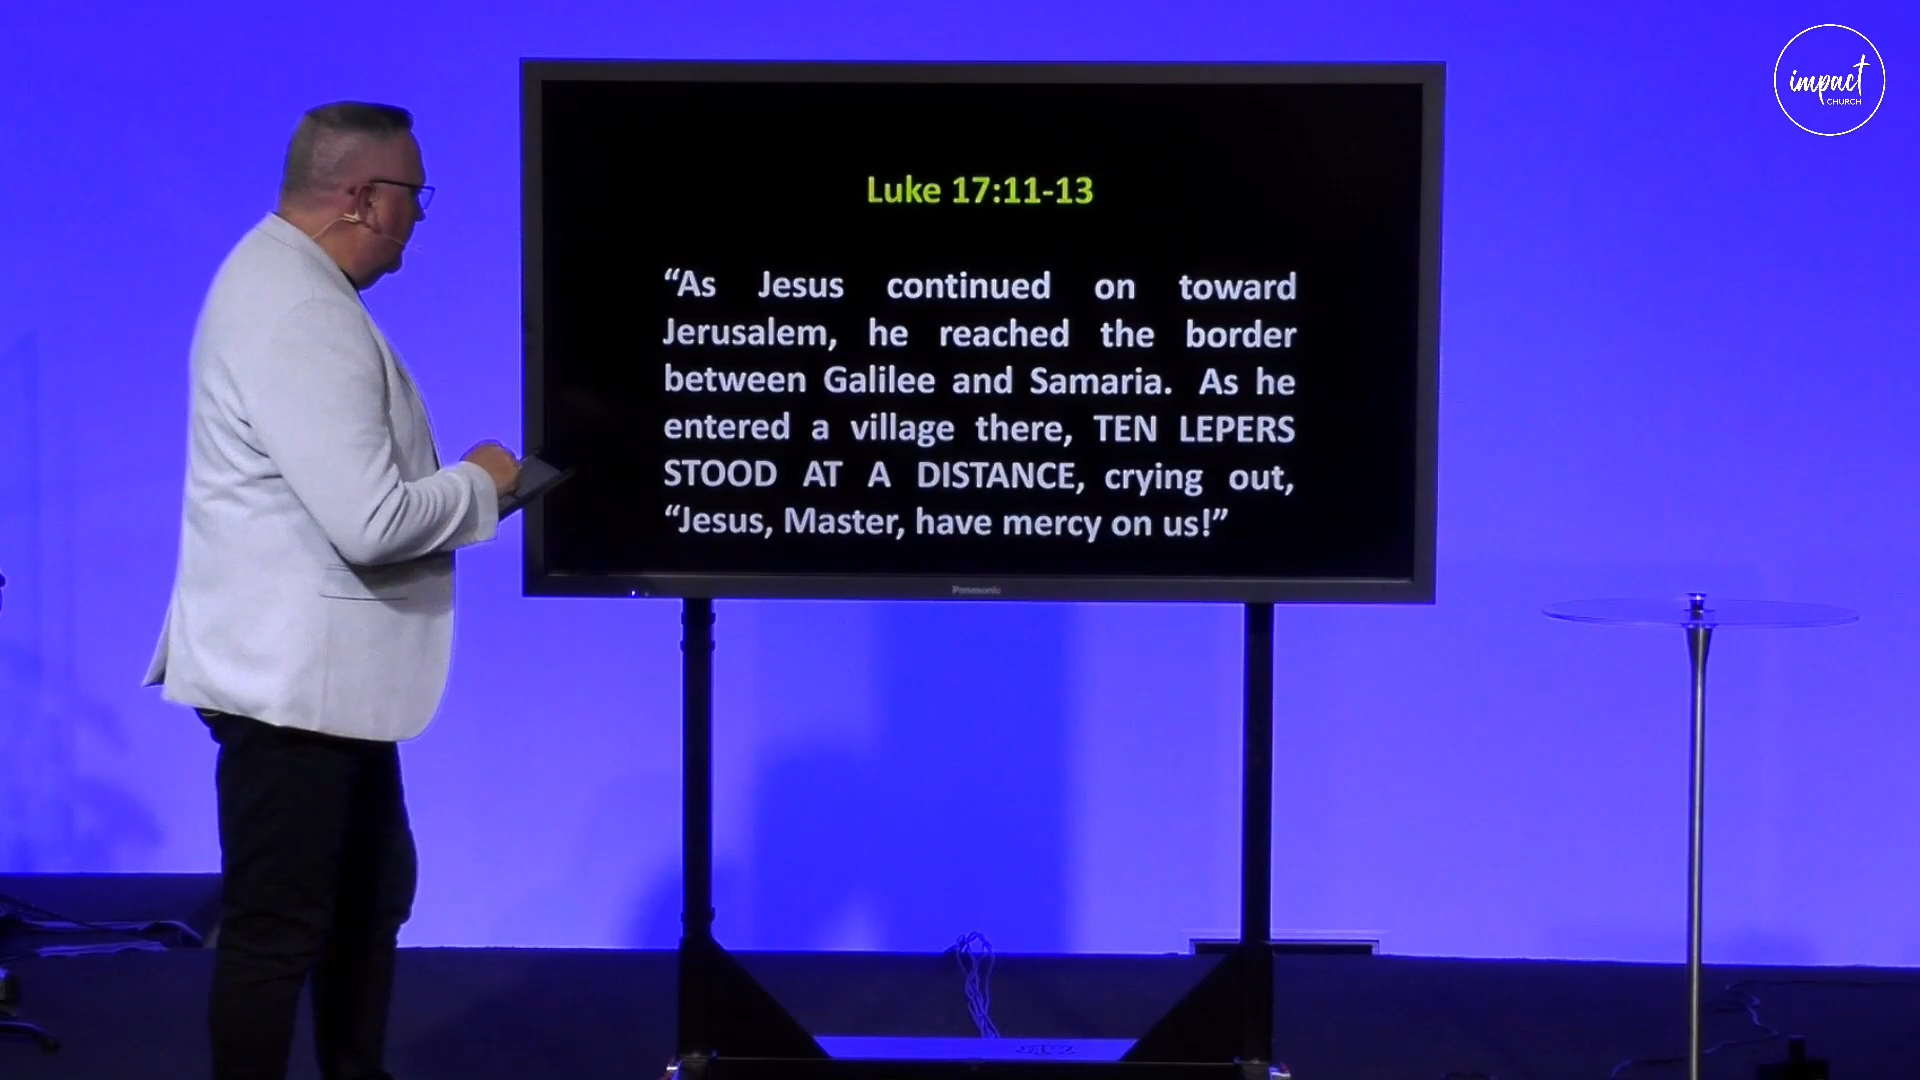 impact
CHURCH
Luke 17:11-13
“As Jesus continued on toward
Jerusalem, he reached the border
between Galilee and Samaria. As he
entered a village there, TEN LEPERS
STOOD AT A DISTANCE, crying out,
“Jesus, Master, have mercy on us!”
Panasonic